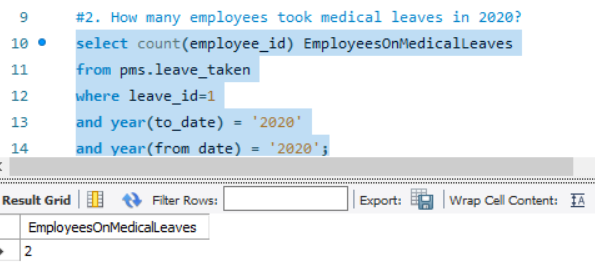 9 #2. How many employees took medical leaves in 2020?
10 select count(employee_id) EmployeesOnMedicalLeaves
11 from pms.leave_taken
12 where leave_id=1
13 and year(to_date) = '2020'
14 and year(from_date) = '2020';
Result Grid Filter Rows: Export: Wrap Cell Content: IA
EmployeesOnMedicalLeaves
2